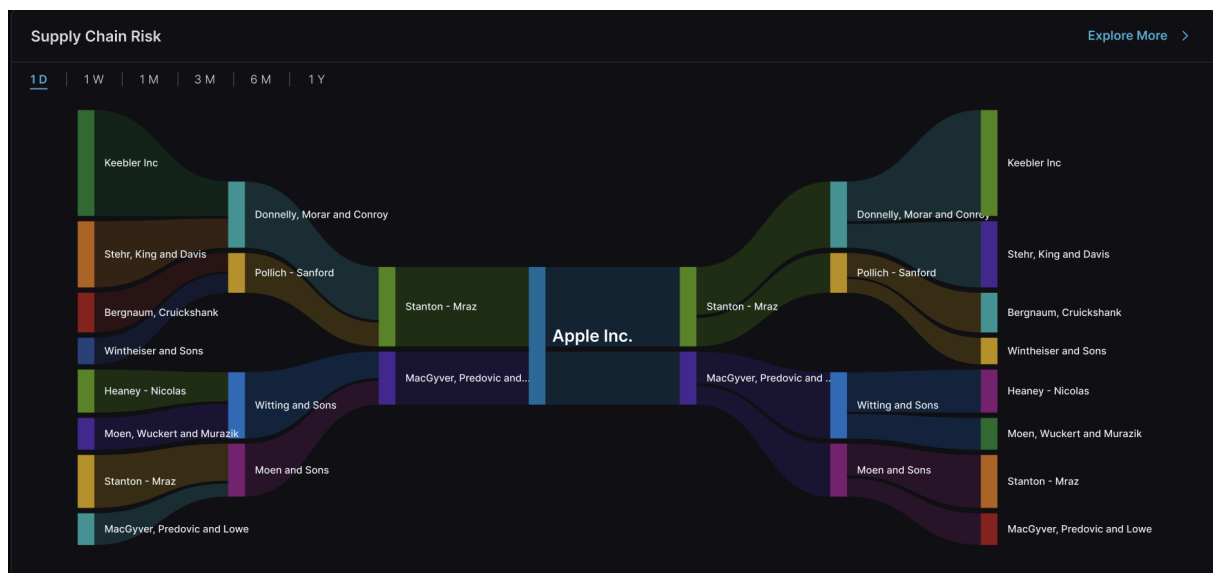 Supply Chain Risk
Explore More
1D
1W
1M
3M
6M
1Y
Keebler Inc
Stehr, King and Davis
Bergnaum, Cruickshank
Wintheiser and Sons
Heaney - Nicolas
Moen, Wuckert and Murazik
Stanton - Mraz
MacGyver, Predovic and Lowe
Donnelly, Morar and Conroy
Pollich - Sanford
Witting and Sons
Moen and Sons
Stanton - Mraz
MacGyver, Predovic and...
Apple Inc.
Stanton - Mraz
MacGyver, Predovic and ..
Donnelly, Morar and Conroy
Pollich - Sanford
Witting and Sons
Moen and Sons
Keebler Inc
Stehr, King and Davis
Bergnaum, Cruickshank
Wintheiser and Sons
Heaney - Nicolas
Moen, Wuckert and Murazik
Stanton - Mraz
MacGyver, Predovic and Lowe